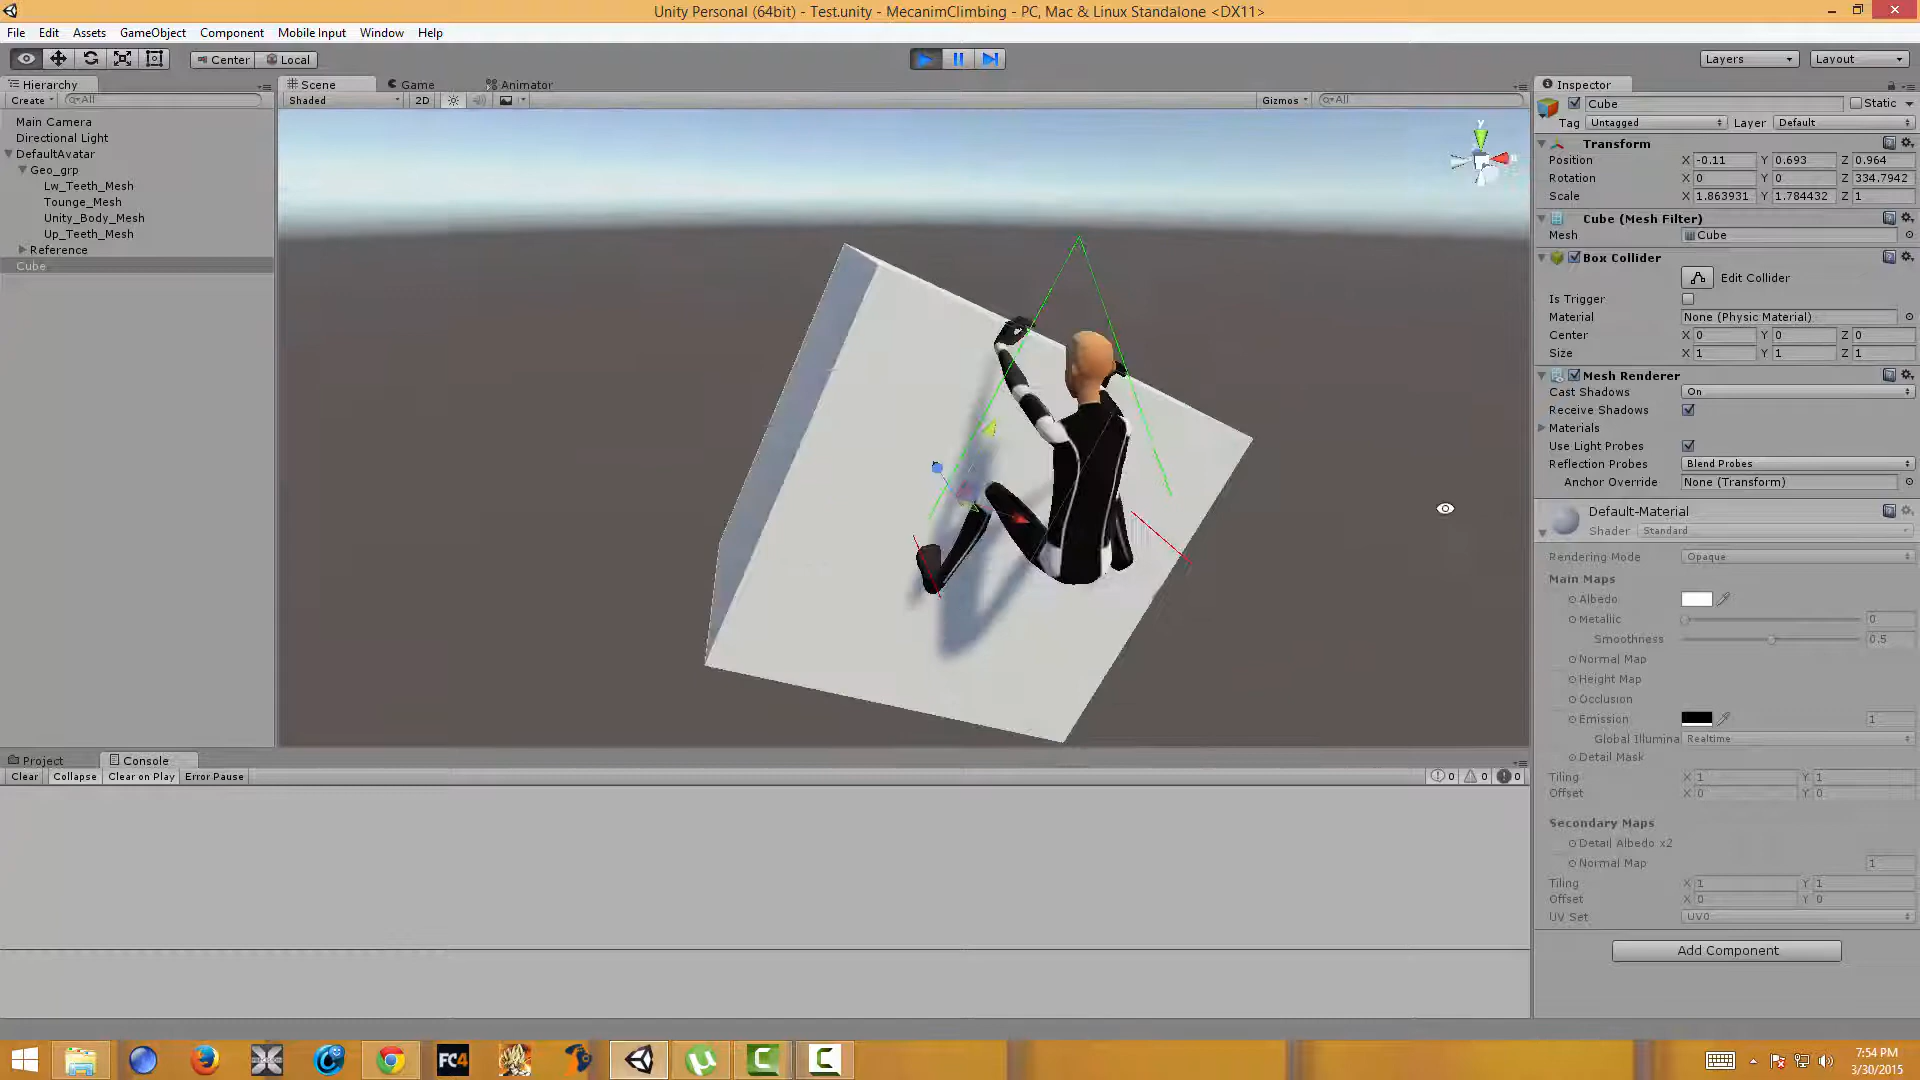 Unity Personal (64bit) - Test.unity - MecanimClimbing - PC, Mac & Linux Standalone <DX11>
File Edit Assets GameObject Component Mobile Input Window Help
Center Local Layers Layout
Hierarchy
Create All
Main Camera
Directional Light
DefaultAvatar
Geo_grp
Lw_Teeth_Mesh
Tounge_Mesh
Unity_Body_Mesh
Up_Teeth_Mesh
Reference
Cube
Scene Game Animator
Shaded 2D Gizmos All
y
Inspector
Cube Static
Tag Untagged Layer Default
Transform
Position X -0.11 Y 0.693 Z 0.964
Rotation X 0 Y 0 Z 334.7942
Scale X 1.863931 Y 1.784432 Z 1
Cube (Mesh Filter)
Mesh Cube
Box Collider
Edit Collider
Is Trigger
Material None (Physic Material)
Center X 0 Y 0 Z 0
Size X 1 Y 1 Z 1
Mesh Renderer
Cast Shadows On
Receive Shadows
Materials
Use Light Probes
Reflection Probes Blend Probes
Anchor Override None (Transform)
Default-Material
Shader Standard
Rendering Mode Opaque
Main Maps
Albedo
Metallic 0
Smoothness 0.5
Normal Map
Height Map
Occlusion
Emission 1
Global Illumina Realtime
Detail Mask
Tiling X 1 Y 1
Offset X 0 Y 0
Secondary Maps
Detail Albedo x2
Normal Map 1
Tiling X 1 Y 1
Offset X 0 Y 0
UV Set UV0
Add Component
Project Console
Clear Collapse Clear on Play Error Pause 0 0 0
FC4 C C
7:54 PM
3/30/2015